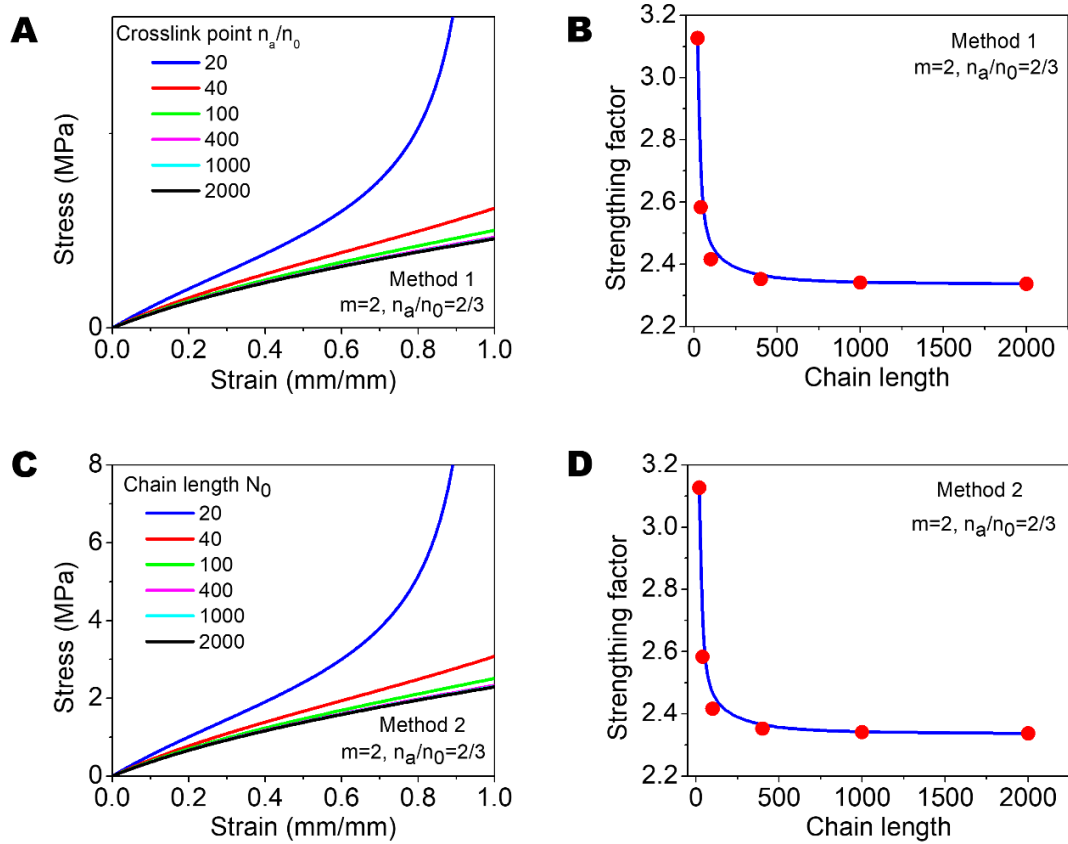 A
Crosslink point na/n0
20
40
100
400
1000
2000
Stress (MPa)
0
Method 1
m=2, na/n0=2/3
0.2 0.4 0.6 0.8 1.0
Strain (mm/mm)
B
Method 1
m=2, na/n0=2/3
Strengthing factor
3.2
3.0
2.8
2.6
2.4
2.2
0 500 1000 1500 2000
Chain length
C
Chain length N0
20
40
100
400
1000
2000
Stress (MPa)
8
6
4
2
0
Method 2
m=2, na/n0=2/3
0.0 0.2 0.4 0.6 0.8 1.0
Strain (mm/mm)
D
Method 2
m=2, na/n0=2/3
Strengthing factor
3.2
3.0
2.8
2.6
2.4
2.2
0 500 1000 1500 2000
Chain length